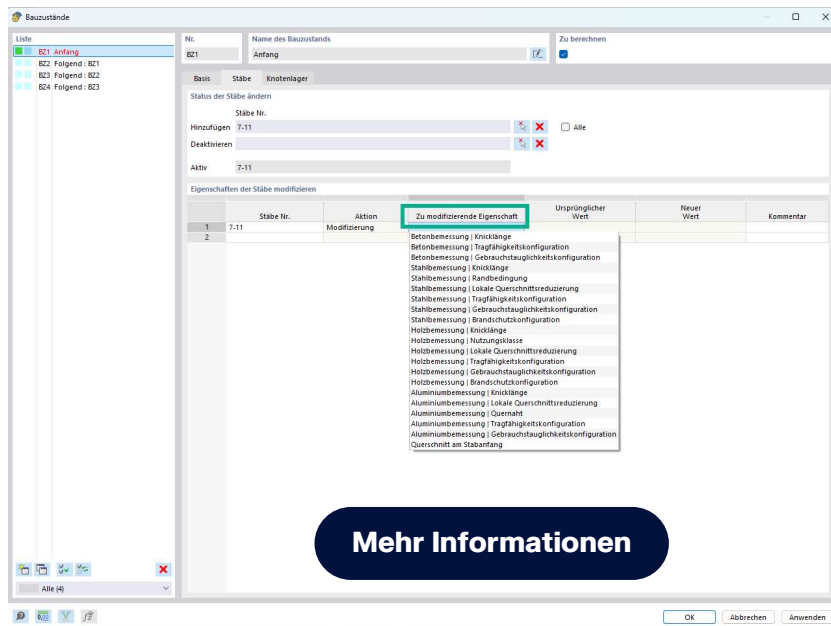 Bauzustände
Liste
BZ1 Anfang
BZ2 Folgend : BZ1
BZ3 Folgend : BZ2
BZ4 Folgend : BZ3
Alle (4)
Nr.
BZ1
Name des Bauzustands
Anfang
Zu berechnen
Basis Stäbe Knotenlager
Status der Stäbe ändern
Stäbe Nr.
Hinzufügen 7-11 Alle
Deaktivieren
Aktiv 7-11
Eigenschaften der Stäbe modifizieren
Stäbe Nr. Aktion Zu modifizierende Eigenschaft Ursprünglicher Wert Neuer Wert Kommentar
1 7-11 Modifizierung
2
Betonbemessung | Knicklänge
Betonbemessung | Tragfähigkeitskonfiguration
Betonbemessung | Gebrauchstauglichkeitskonfiguration
Stahlbemessung | Knicklänge
Stahlbemessung | Randbedingung
Stahlbemessung | Lokale Querschnittsreduzierung
Stahlbemessung | Tragfähigkeitskonfiguration
Stahlbemessung | Gebrauchstauglichkeitskonfiguration
Stahlbemessung | Brandschutzkonfiguration
Holzbemessung | Knicklänge
Holzbemessung | Nutzungsklasse
Holzbemessung | Lokale Querschnittsreduzierung
Holzbemessung | Tragfähigkeitskonfiguration
Holzbemessung | Gebrauchstauglichkeitskonfiguration
Holzbemessung | Brandschutzkonfiguration
Aluminiumbemessung | Knicklänge
Aluminiumbemessung | Lokale Querschnittsreduzierung
Aluminiumbemessung | Quernaht
Aluminiumbemessung | Tragfähigkeitskonfiguration
Aluminiumbemessung | Gebrauchstauglichkeitskonfiguration
Querschnitt am Stabanfang
Mehr Informationen
OK Abbrechen Anwenden